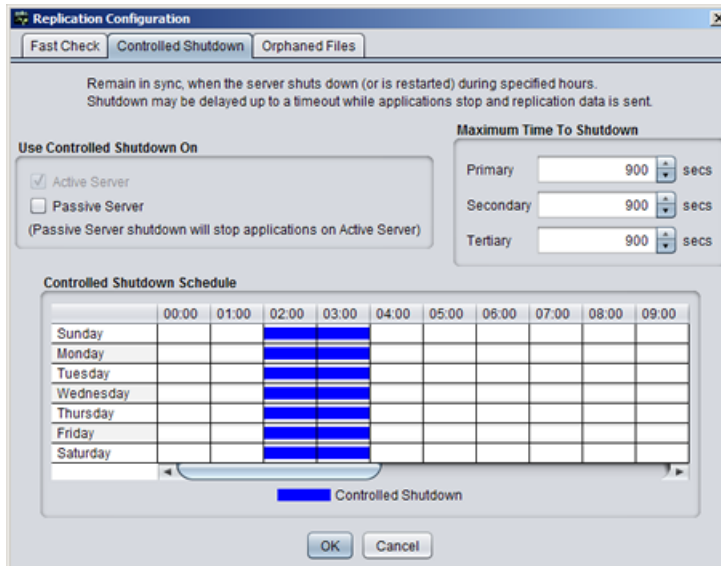 Replication Configuration
Fast Check Controlled Shutdown Orphaned Files
Remain in sync, when the server shuts down (or is restarted) during specified hours.
Shutdown may be delayed up to a timeout while applications stop and replication data is sent.
Use Controlled Shutdown On
Active Server
Passive Server
(Passive Server shutdown will stop applications on Active Server)
Maximum Time To Shutdown
Primary 900 secs
Secondary 900 secs
Tertiary 900 secs
Controlled Shutdown Schedule
00:00 01:00 02:00 03:00 04:00 05:00 06:00 07:00 08:00 09:00
Sunday
Monday
Tuesday
Wednesday
Thursday
Friday
Saturday
Controlled Shutdown
OK Cancel